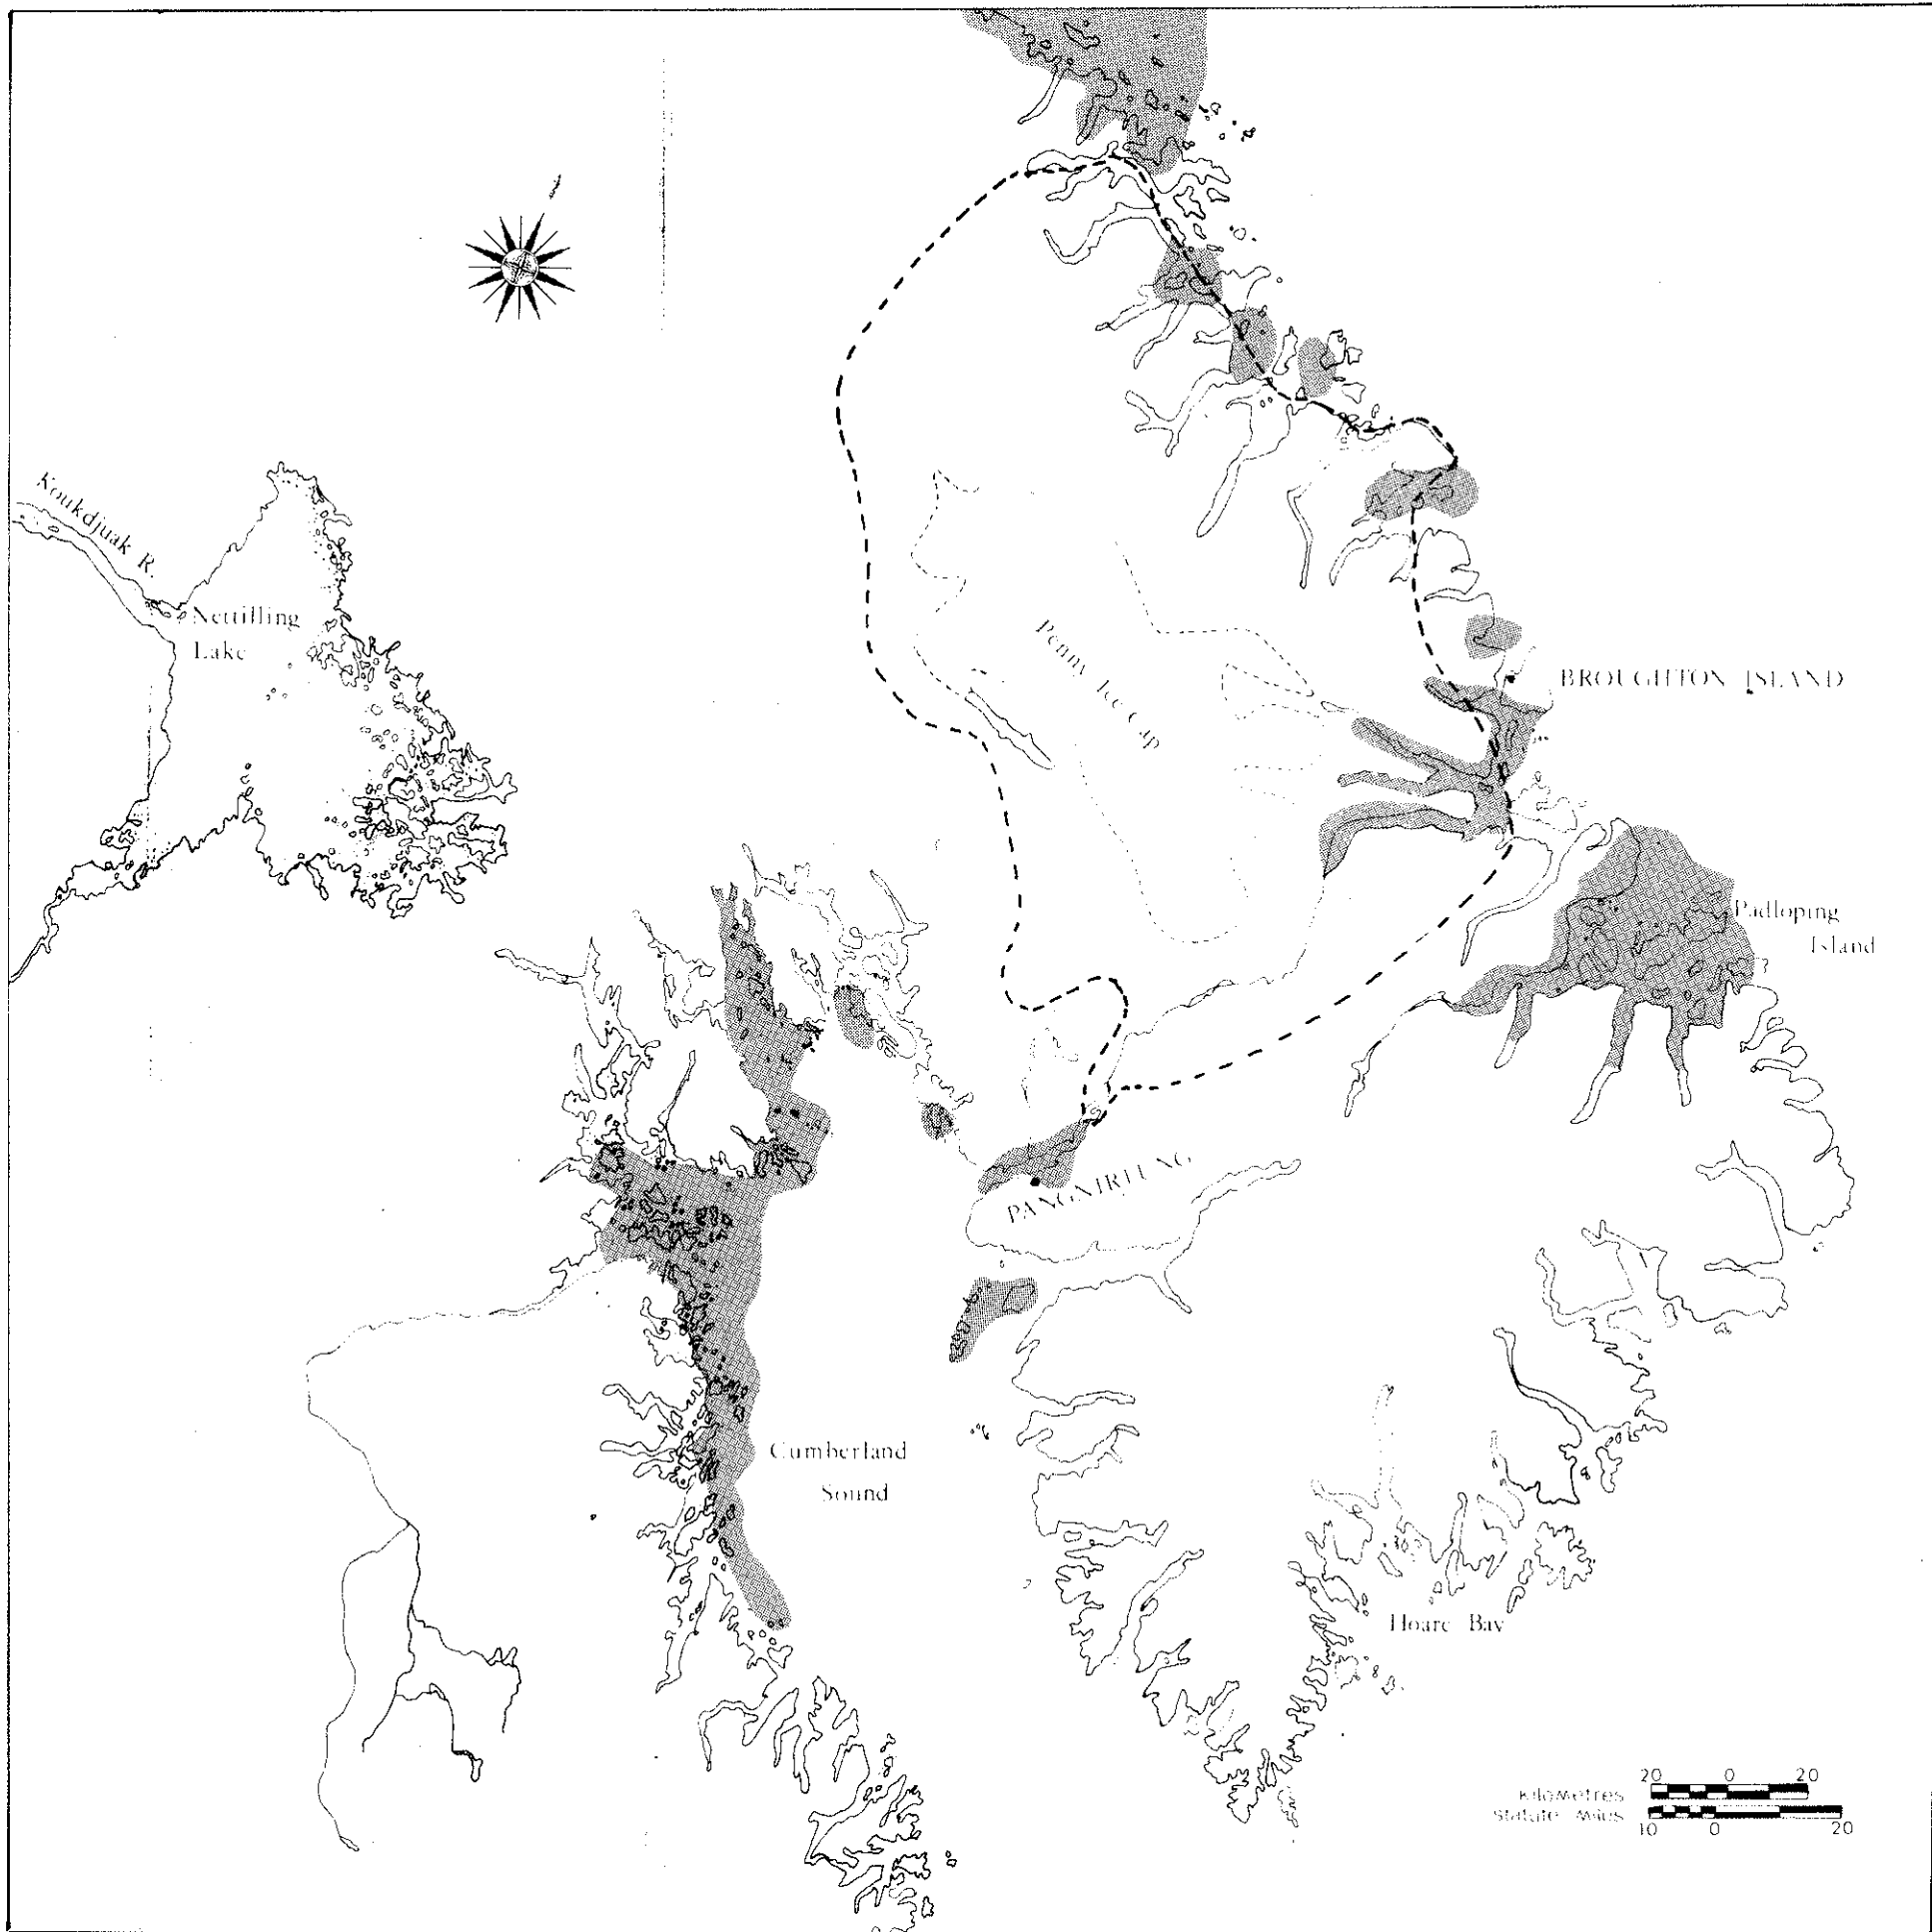 Koukdjuak R.
Nettilling
Lake
Penny Ice Cap
BROUGHTON ISLAND
Padloping
Island
PANGNIRTUNG
Cumberland
Sound
Hoare Bay
20 0 20
Kilometres
Statute Miles
10 0 20